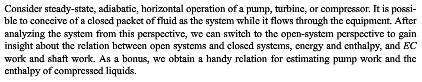 Consider steady-state, adiabatic, horizontal operation of a pump, turbine, or compressor. It is possi-
ble to conceive of a closed packet of fluid as the system while it flows through the equipment. After
analyzing the system from this perspective, we can switch to the open-system perspective to gain
insight about the relation between open systems and closed systems, energy and enthalpy, and EC
work and shaft work. As a bonus, we obtain a handy relation for estimating pump work and the
enthalpy of compressed liquids.